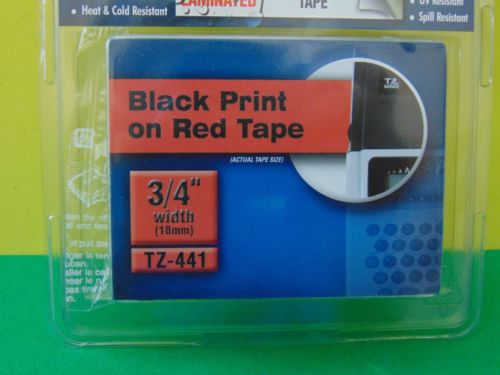 • Heat & Cold Resistant
LAMINATED
TAPE
• UV Resistant
• Spill Resistant
TZ
Black Print
on Red Tape
(ACTUAL TAPE SIZE)
3/4"
width
(18mm)
TZ-441